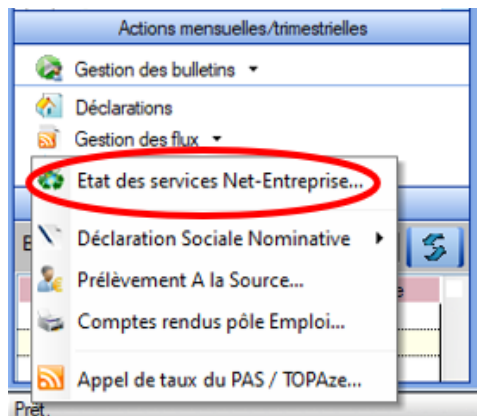 Actions mensuelles/trimestrielles
Gestion des bulletins
Déclarations
Gestion des flux
Etat des services Net-Entreprise...
Déclaration Sociale Nominative
Prélèvement A la Source...
Comptes rendus pôle Emploi...
Appel de taux du PAS / TOPAze...
Prêt.